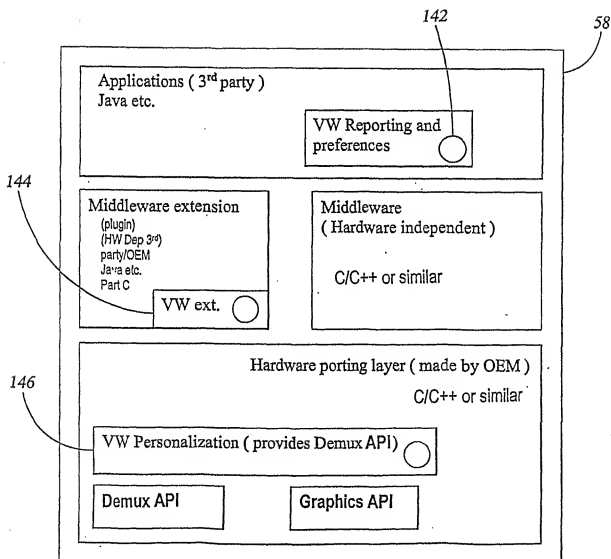 142
58
Applications ( 3rd party )
Java etc.
VW Reporting and
preferences
144
Middleware extension
(plugin)
(HW Dep 3rd)
party/OEM
Java etc.
Part C
VW ext.
Middleware
( Hardware independent )
C/C++ or similar
Hardware porting layer ( made by OEM )
C/C++ or similar
146
VW Personalization ( provides Demux API)
Demux API
Graphics API